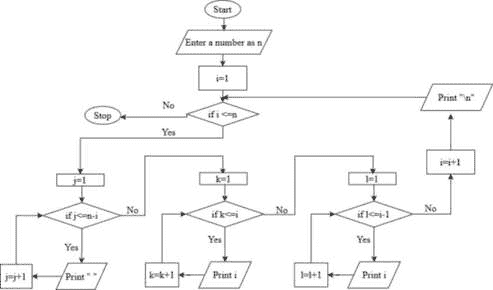 Start
Enter a number as n
i=1
Print "\n"
No
if i <=n
Stop
Yes
i=i+1
j=1
k=1
l=1
if j<=n-i
No
if k<=i
No
if l<=i-1
No
Yes
Yes
Yes
j=j+1
Print " "
k=k+1
Print i
l=l+1
Print i